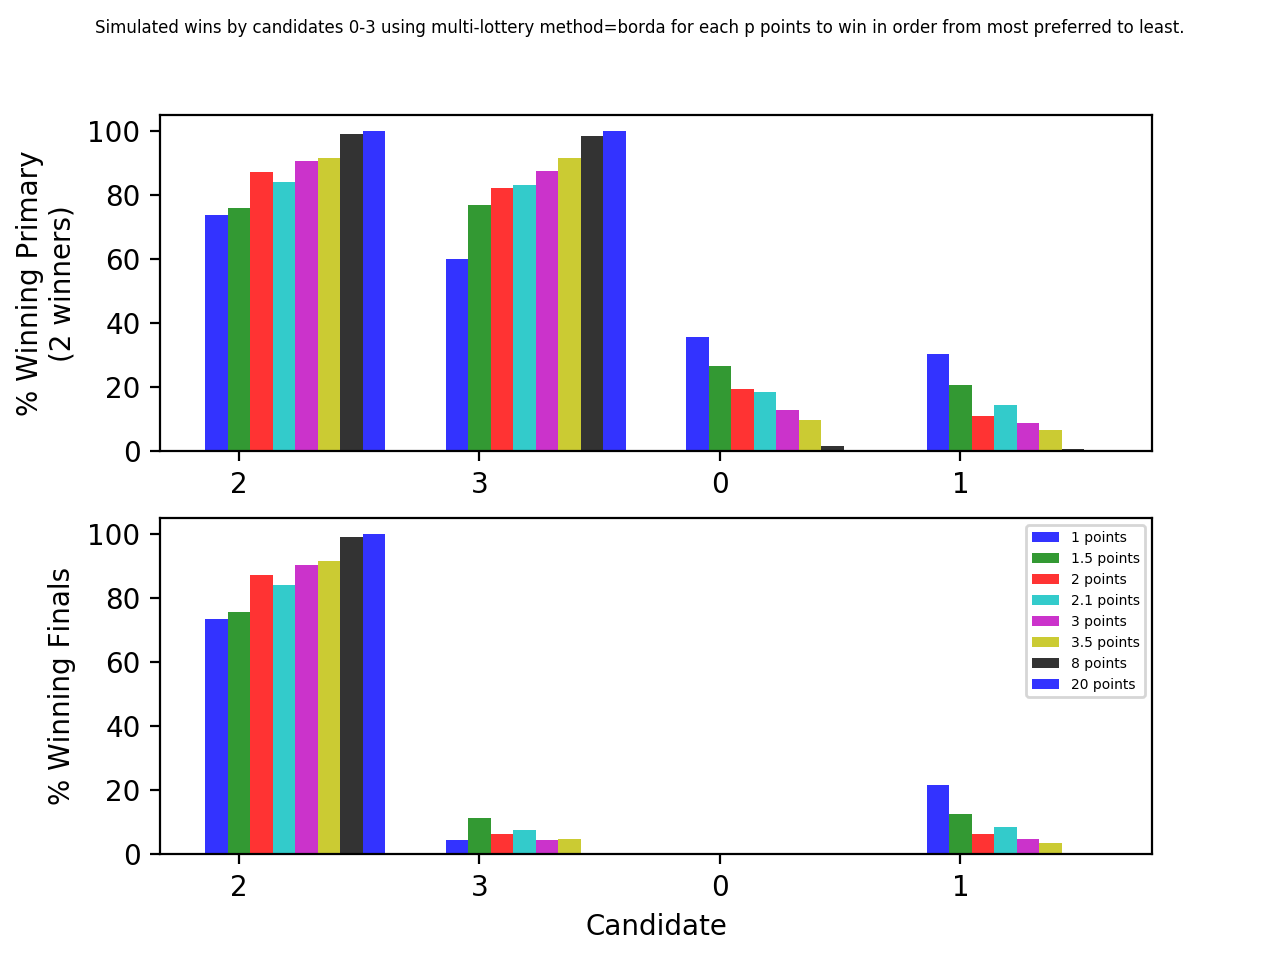 Simulated wins by candidates 0-3 using multi-lottery method=borda for each p points to win in order from most preferred to least.
% Winning Primary
(2 winners)
100
80
60
40
20
0
2 3 0 1
% Winning Finals
100
80
60
40
20
0
1 points
1.5 points
2 points
2.1 points
3 points
3.5 points
8 points
20 points
2 3 0 1
Candidate